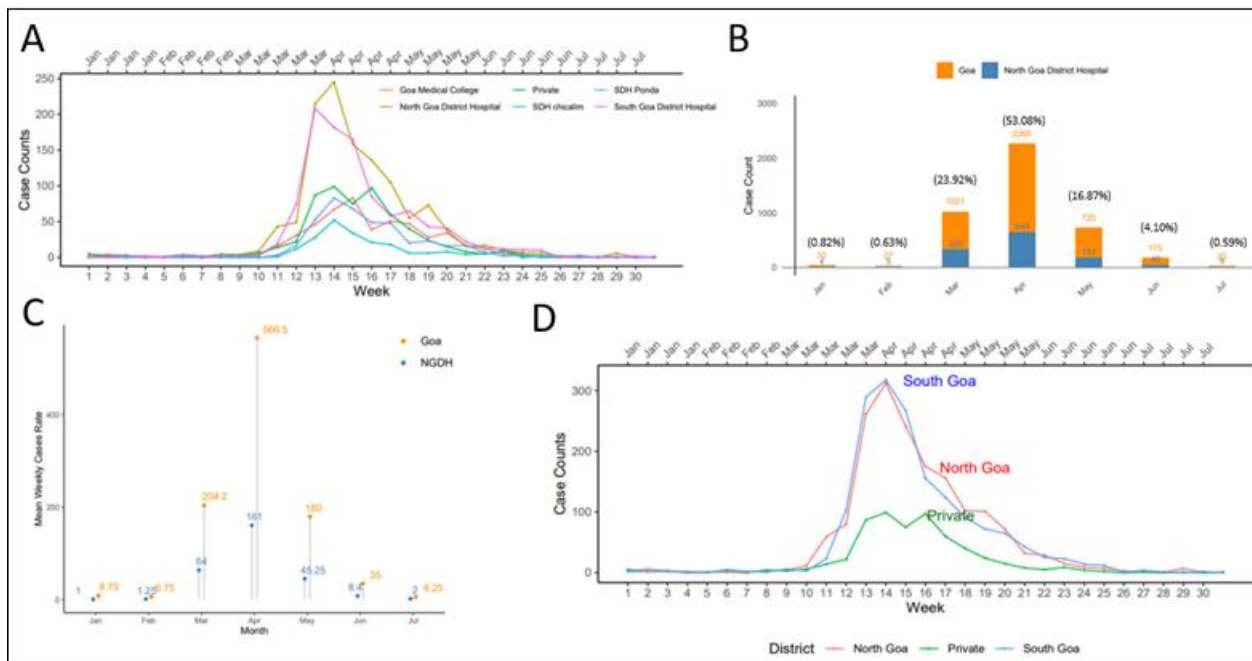 A
Jan Jan Jan Jan Feb Feb Feb Feb Mar Mar Mar Mar Mar Apr Apr Apr Apr May May May May Jun Jun Jun Jun Jun Jul Jul Jul Jul
250
200
150
100
50
0
Case Counts
Goa Medical College Private SDH Ponda
North Goa District Hospital SDH chicalim South Goa District Hospital
1 2 3 4 5 6 7 8 9 10 11 12 13 14 15 16 17 18 19 20 21 22 23 24 25 26 27 28 29 30
Week
B
Goa North Goa District Hospital
3000
2000
1000
0
Case Count
(0.82%) (0.63%) (23.92%) (53.08%) (16.87%) (4.10%) (0.59%)
1021 720 175
Jan Feb Mar Apr May Jun Jul
C
Goa
NGDH
400
200
0
Mean Weekly Cases Rate
1 8.75 1.25 6.75 64 204.2 161 566.5 45.25 180 8.4 35 2 6.25
Jan Feb Mar Apr May Jun Jul
Month
D
Jan Jan Jan Jan Feb Feb Feb Feb Mar Mar Mar Mar Mar Apr Apr Apr Apr May May May May Jun Jun Jun Jun Jun Jul Jul Jul Jul
300
200
100
0
Case Counts
South Goa
North Goa
Private
1 2 3 4 5 6 7 8 9 10 11 12 13 14 15 16 17 18 19 20 21 22 23 24 25 26 27 28 29 30
Week
District North Goa Private South Goa